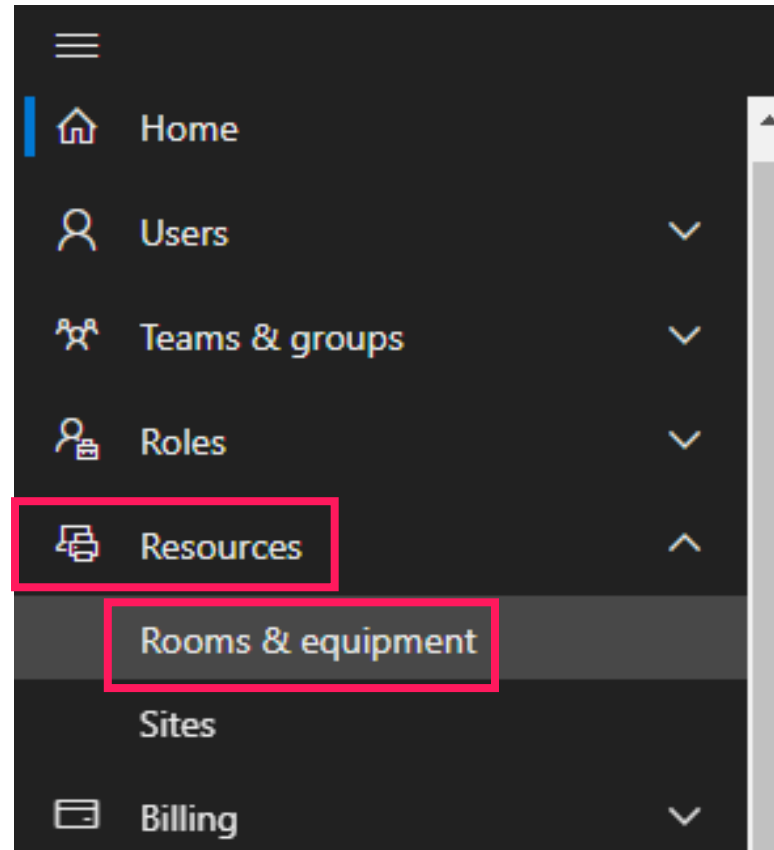 Home
Users
Teams & groups
Roles
Resources
Rooms & equipment
Sites
Billing